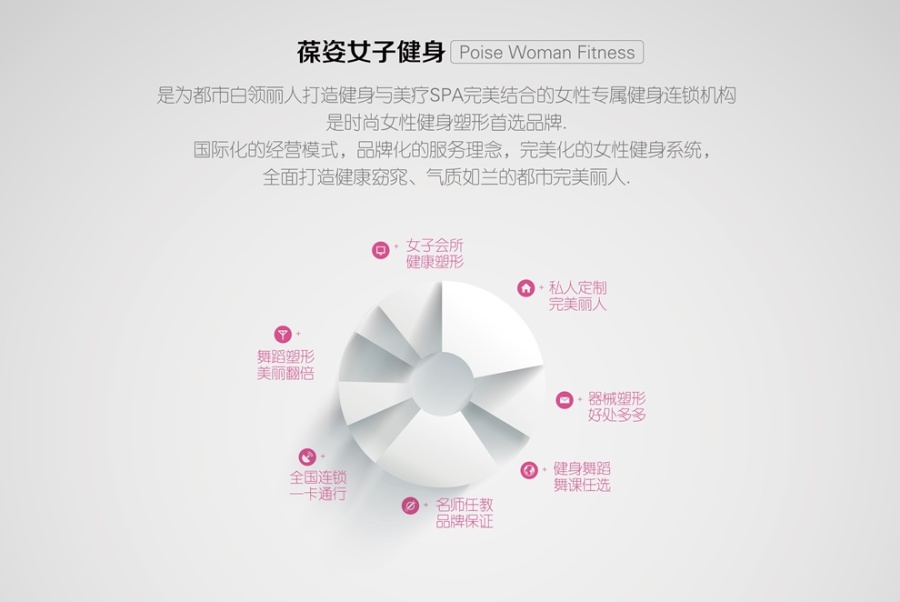 葆姿女子健身 Poise Woman Fitness
是为都市白领丽人打造健身与美疗SPA完美结合的女性专属健身连锁机构
是时尚女性健身塑形首选品牌.
国际化的经营模式，品牌化的服务理念，完美化的女性健身系统，
全面打造健康窈窕、气质如兰的都市完美丽人.
女子会所
健康塑形
私人定制
完美丽人
舞蹈塑形
美丽翻倍
器械塑形
好处多多
健身舞蹈
舞课任选
全国连锁
一卡通行
名师任教
品牌保证